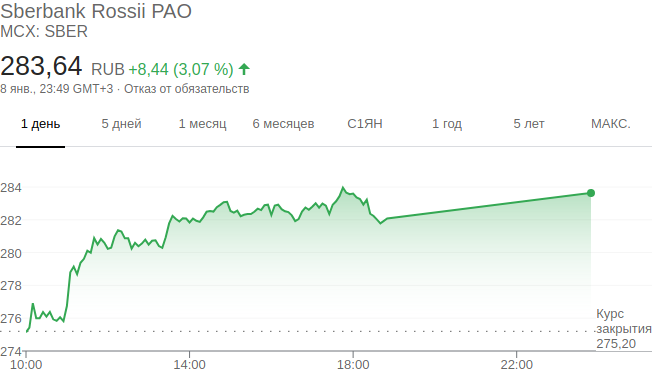 Sberbank Rossii PAO
MCX: SBER
283,64 RUB +8,44 (3,07 %)
8 янв., 23:49 GMT+3 · Отказ от обязательств
1 день 5 дней 1 месяц 6 месяцев С1ЯН 1 год 5 лет МАКС.
284
282
280
278
276
274
Курс
закрытия
275,20
10:00 14:00 18:00 22:00